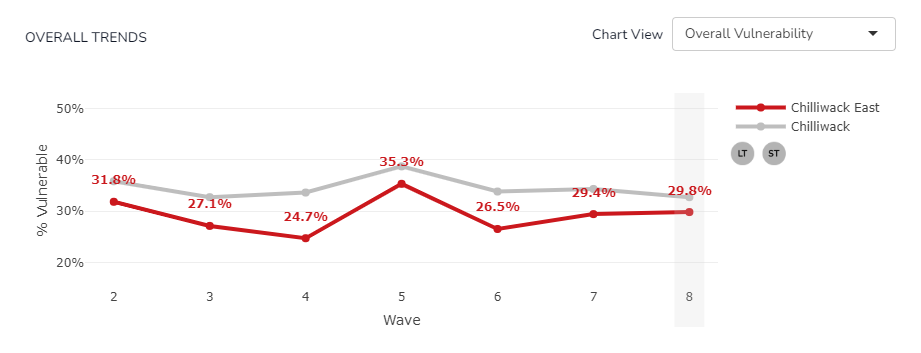 OVERALL TRENDS
Chart View
Overall Vulnerability
50%
40%
30%
20%
% Vulnerable
31.8%
27.1%
24.7%
35.3%
26.5%
29.4%
29.8%
2
3
4
5
6
7
8
Wave
Chilliwack East
Chilliwack
LT
ST